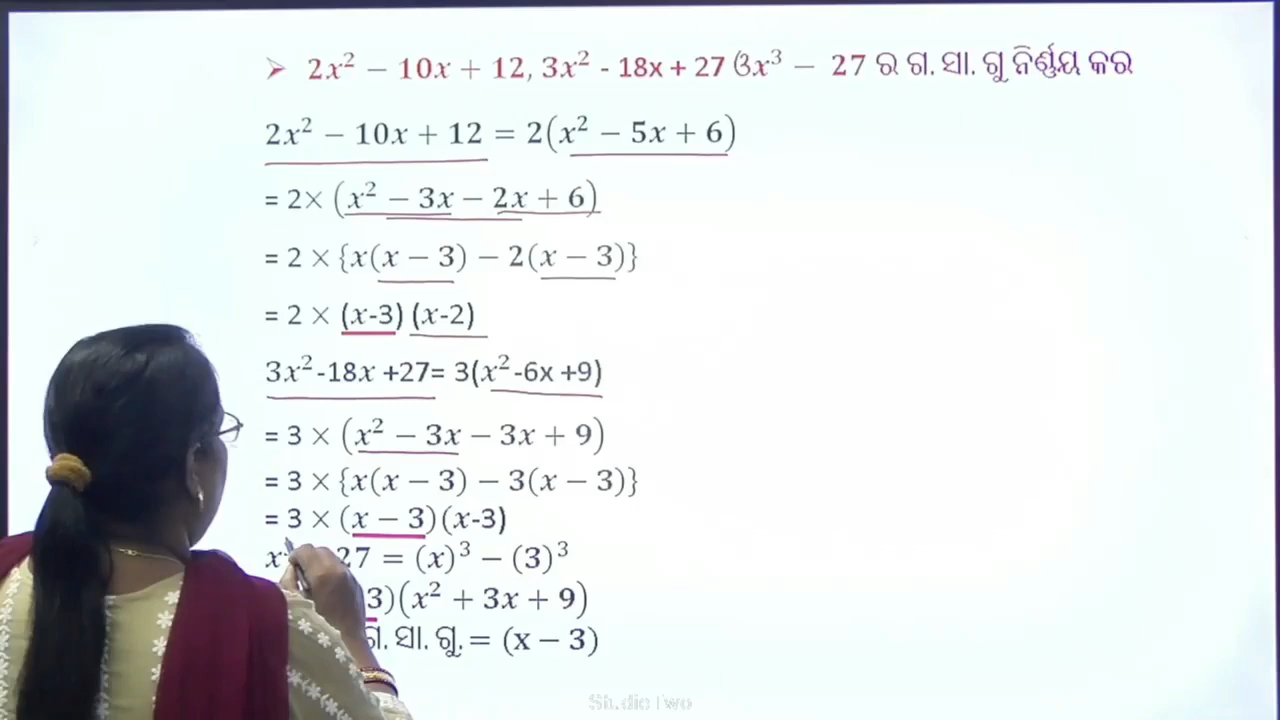 ➢ 2x² − 10x + 12, 3x² - 18x + 27 ଓ x³ − 27 ର ଗ. ସା. ଗୁ ନିର୍ଣ୍ଣୟ କର
2x² − 10x + 12 = 2(x² − 5x + 6)
= 2× (x² − 3x − 2x + 6)
= 2 × {x(x − 3) − 2(x − 3)}
= 2 × (x-3) (x-2)
3x²-18x +27= 3(x²-6x +9)
= 3 × (x² − 3x − 3x + 9)
= 3 × {x(x − 3) − 3(x − 3)}
= 3 × (x − 3)(x-3)
27 = (x)³ − (3)³
3)(x² + 3x + 9)
ଗ. ସା. ଗୁ. = (x − 3)